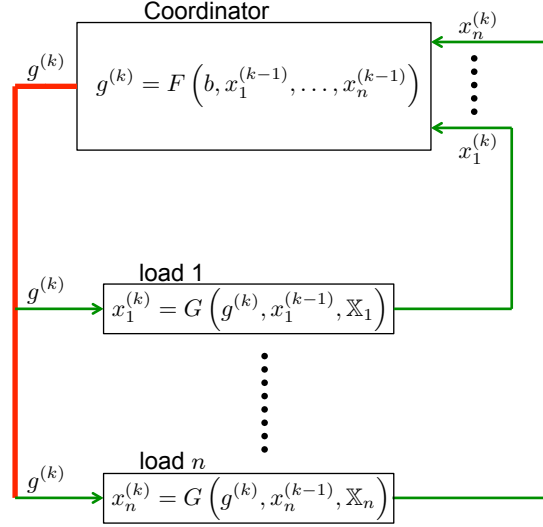 Coordinator
x_n^{(k)}
g^{(k)}
g^{(k)} = F(b, x_1^{(k-1)}, ..., x_n^{(k-1)})
x_1^{(k)}
load 1
g^{(k)}
x_1^{(k)} = G(g^{(k)}, x_1^{(k-1)}, 𝕏_1)
load n
g^{(k)}
x_n^{(k)} = G(g^{(k)}, x_n^{(k-1)}, 𝕏_n)